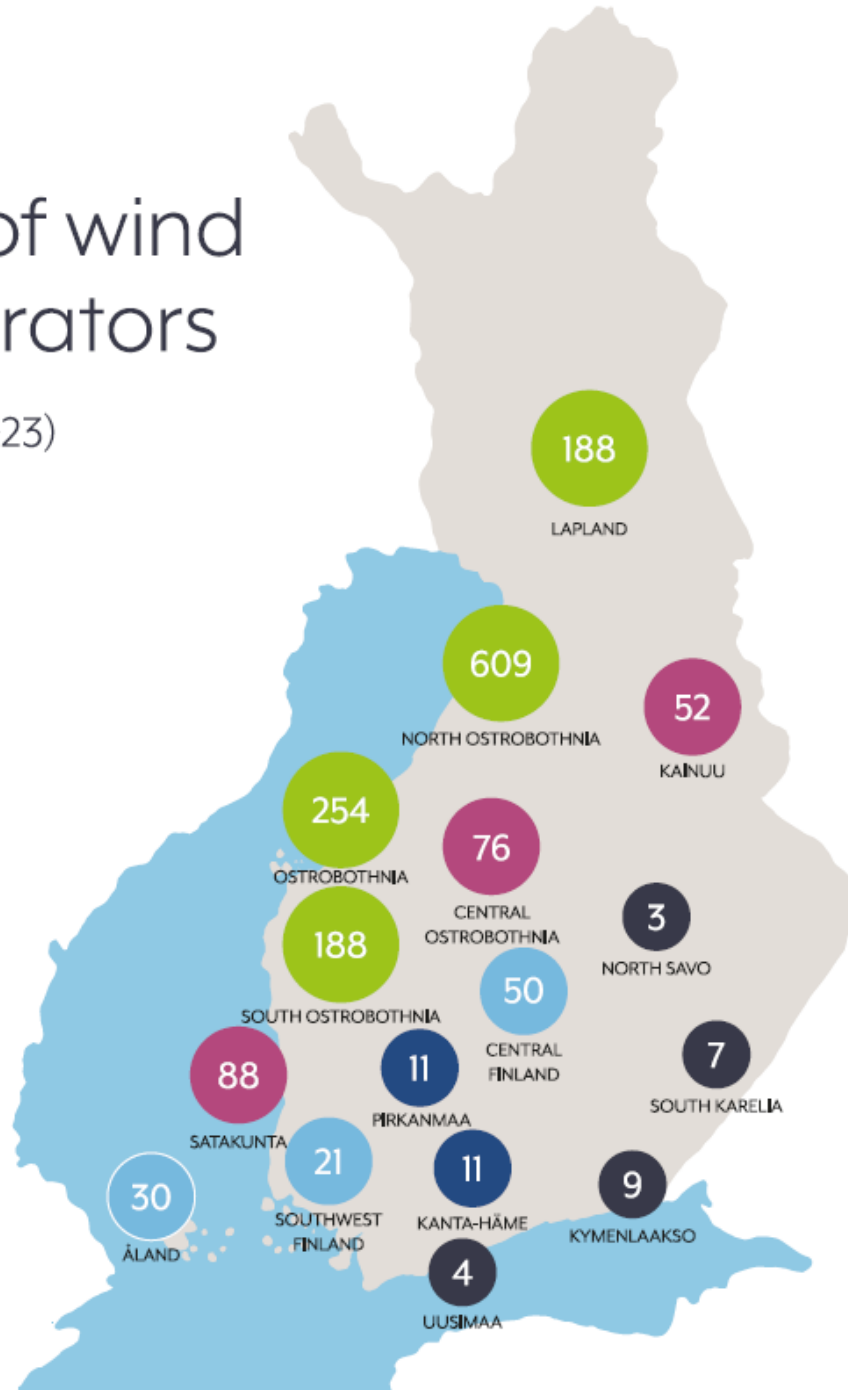 of wind
rators
23)
188
LAPLAND
609
NORTH OSTROBOTHNIA
52
KAINUU
254
OSTROBOTHNIA
76
CENTRAL
OSTROBOTHNIA
3
NORTH SAVO
188
SOUTH OSTROBOTHNIA
50
CENTRAL
FINLAND
7
SOUTH KARELIA
88
SATAKUNTA
11
PIRKANMAA
21
SOUTHWEST
FINLAND
11
KANTA-HÄME
9
KYMENLAAKSO
30
ÅLAND
4
UUSIMAA